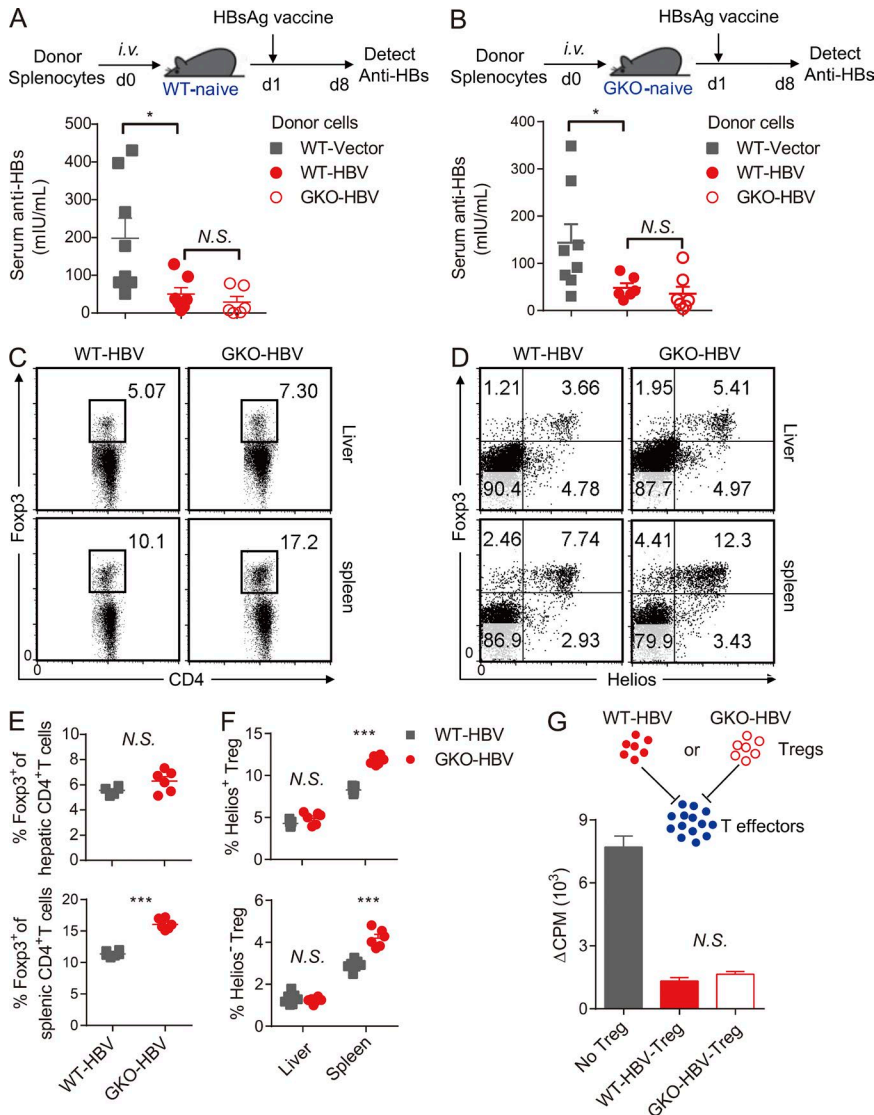 A
HBsAg vaccine
Donor
Splenocytes
i.v.
d0
WT-naive
d1
d8
Detect
Anti-HBs
Serum anti-HBs
(mIU/mL)
500
400
300
200
100
0
*
N.S.
Donor cells
WT-Vector
WT-HBV
GKO-HBV
B
HBsAg vaccine
Donor
Splenocytes
i.v.
d0
GKO-naive
d1
d8
Detect
Anti-HBs
Serum anti-HBs
(mIU/mL)
400
300
200
100
0
*
N.S.
Donor cells
WT-Vector
WT-HBV
GKO-HBV
C
WT-HBV
GKO-HBV
5.07
7.30
Liver
10.1
17.2
spleen
Foxp3
0
0
CD4
D
WT-HBV
GKO-HBV
1.21
3.66
1.95
5.41
90.4
4.78
87.7
4.97
Liver
2.46
7.74
4.41
12.3
86.9
2.93
79.9
3.43
spleen
Foxp3
0
0
Helios
E
% Foxp3⁺ of
hepatic CD4⁺T cells
10
8
6
4
2
0
N.S.
% Foxp3⁺ of
splenic CD4⁺T cells
20
15
10
5
0
***
WT-HBV
GKO-HBV
F
% Helios⁺ Treg
15
10
5
0
N.S.
***
WT-HBV
GKO-HBV
% Helios⁻ Treg
6
4
2
0
N.S.
***
Liver
Spleen
G
WT-HBV
or
GKO-HBV
Tregs
T effectors
ΔCPM (10³)
9
6
3
0
N.S.
No Treg
WT-HBV-Treg
GKO-HBV-Treg